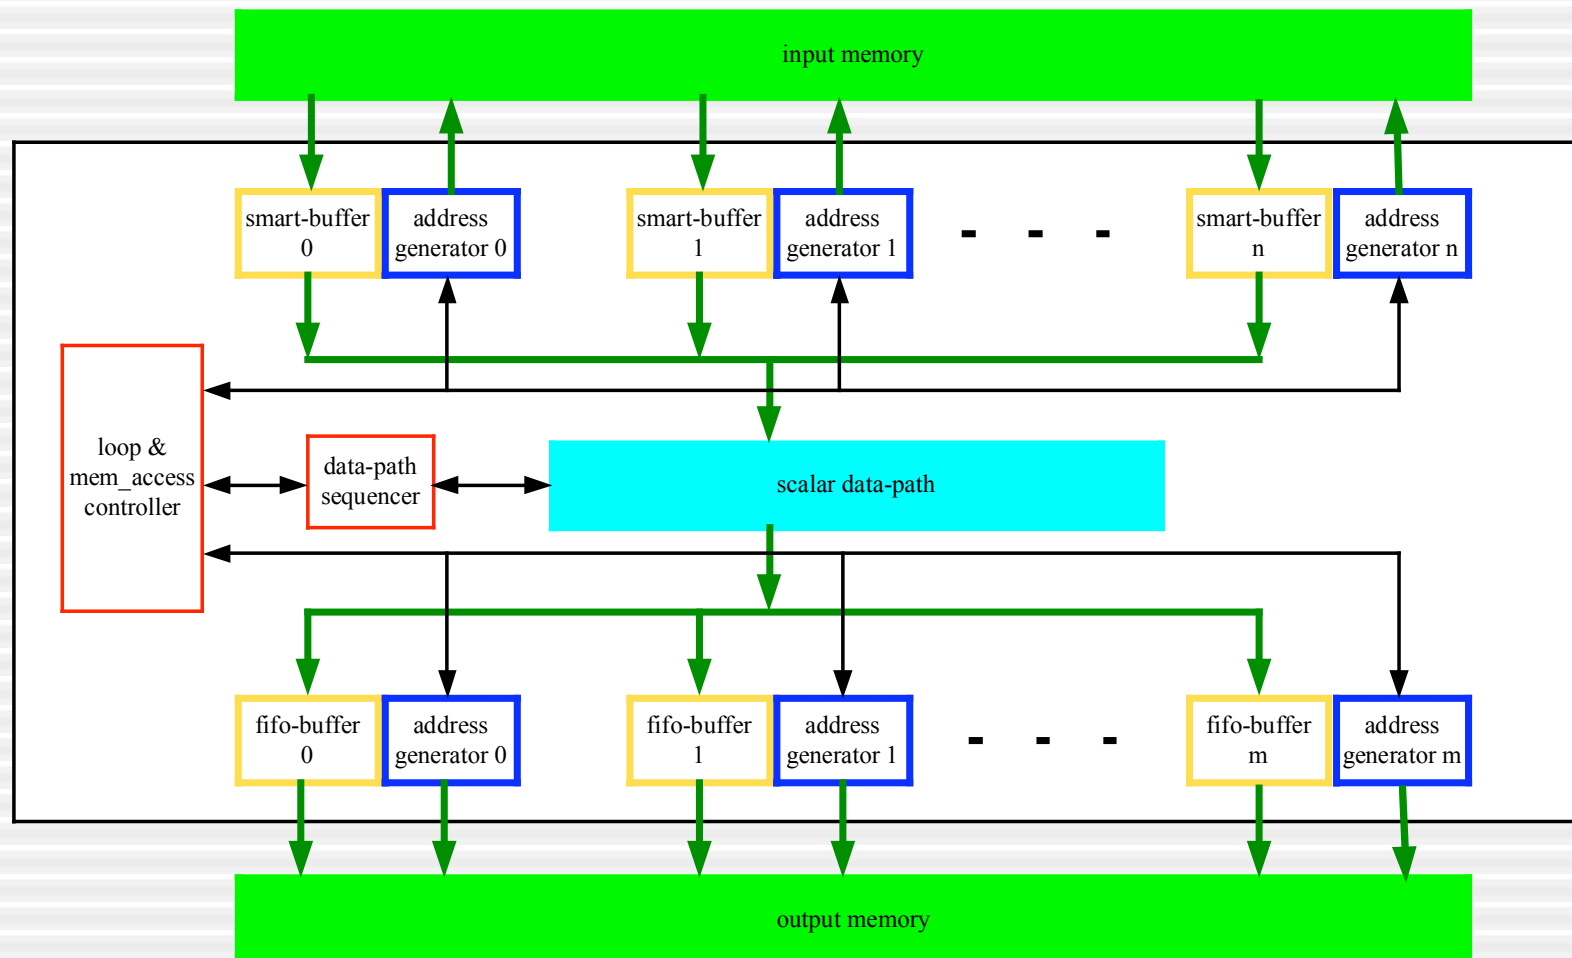 input memory
smart-buffer
0
address
generator 0
smart-buffer
1
address
generator 1
- - -
smart-buffer
n
address
generator n
loop &
mem_access
controller
data-path
sequencer
scalar data-path
fifo-buffer
0
address
generator 0
fifo-buffer
1
address
generator 1
- - -
fifo-buffer
m
address
generator m
output memory